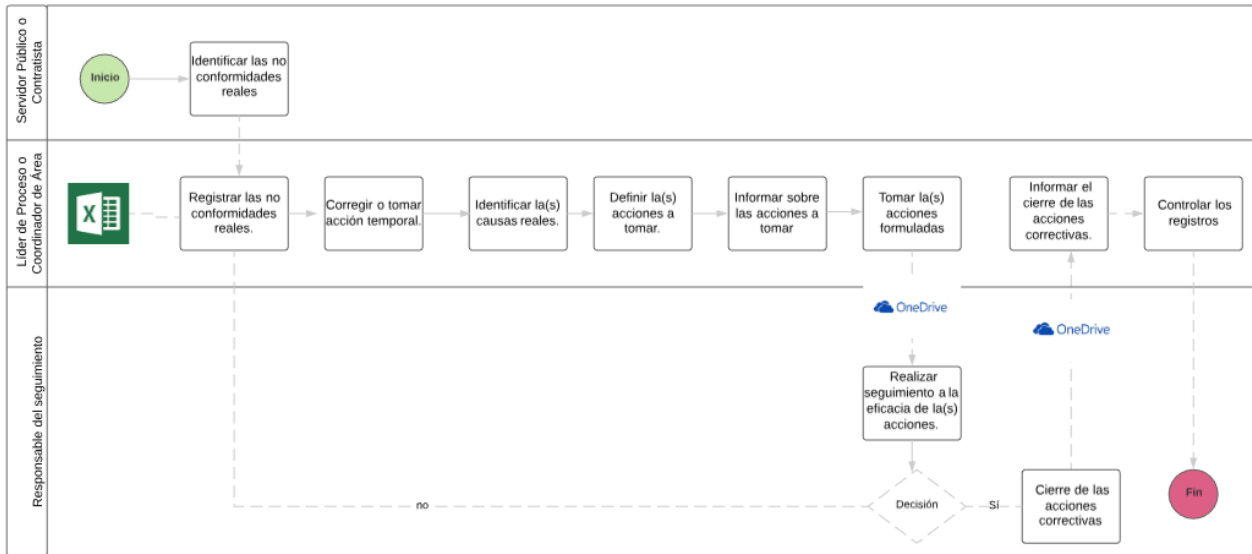 Servidor Público o
Contratista
Inicio
Identificar las no
conformidades
reales
Líder de Proceso o
Coordinador de Área
X
Registrar las no
conformidades
reales.
Corregir o tomar
acción temporal.
Identificar la(s)
causas reales.
Definir la(s)
acciones a
tomar.
Informar sobre
las acciones a
tomar
Tomar la(s)
acciones
formuladas
Informar el
cierre de las
acciones
correctivas.
Controlar los
registros
Responsable del seguimiento
OneDrive
OneDrive
Realizar
seguimiento a la
eficacia de la(s)
acciones.
no
Decisión
Sí
Cierre de las
acciones
correctivas
Fin